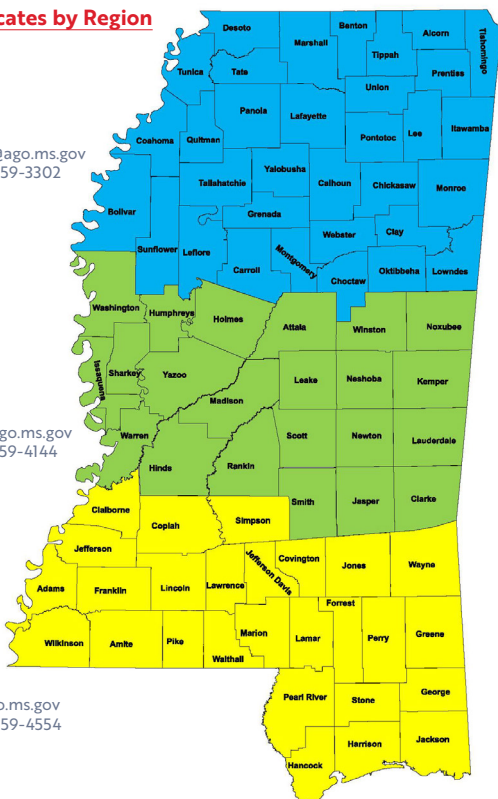 cates by Region
Desoto
Benton
Alcorn
Marshall
Tippah
Tishomingo
Tunica
Tate
Prentiss
Union
Panola
Lafayette
Itawamba
Coahoma
Quitman
Pontotoc
Lee
@ago.ms.gov
59-3302
Yalobusha
Tallahatchie
Calhoun
Chickasaw
Monroe
Bolivar
Grenada
Webster
Clay
Sunflower
Leflore
Carroll
Montgomery
Choctaw
Oktibbeha
Lowndes
Washington
Humphreys
Holmes
Attala
Winston
Noxubee
Issaquena
Sharkey
Yazoo
Leake
Neshoba
Kemper
Madison
go.ms.gov
59-4144
Warren
Hinds
Rankin
Scott
Newton
Lauderdale
Smith
Jasper
Clarke
Claiborne
Copiah
Simpson
Jefferson
Covington
Jones
Wayne
Adams
Franklin
Lincoln
Lawrence
Jefferson Davis
Forrest
Wilkinson
Amite
Pike
Walthall
Marion
Lamar
Perry
Greene
o.ms.gov
59-4554
Pearl River
Stone
George
Hancock
Harrison
Jackson